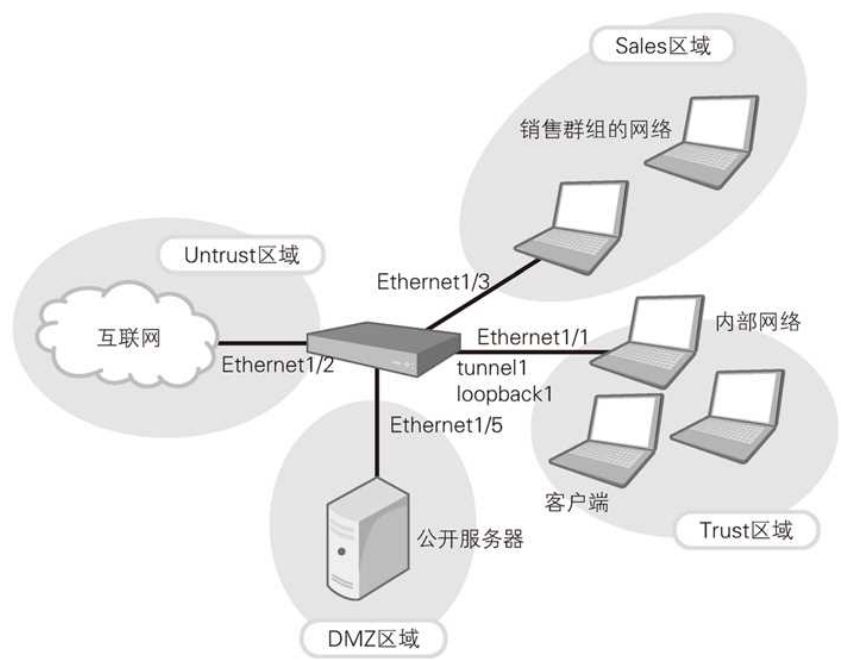 Sales区域
销售群组的网络
Untrust区域
Ethernet1/3
互联网
Ethernet1/2
Ethernet1/1
内部网络
tunnel1
loopback1
Ethernet1/5
客户端
公开服务器
Trust区域
DMZ区域